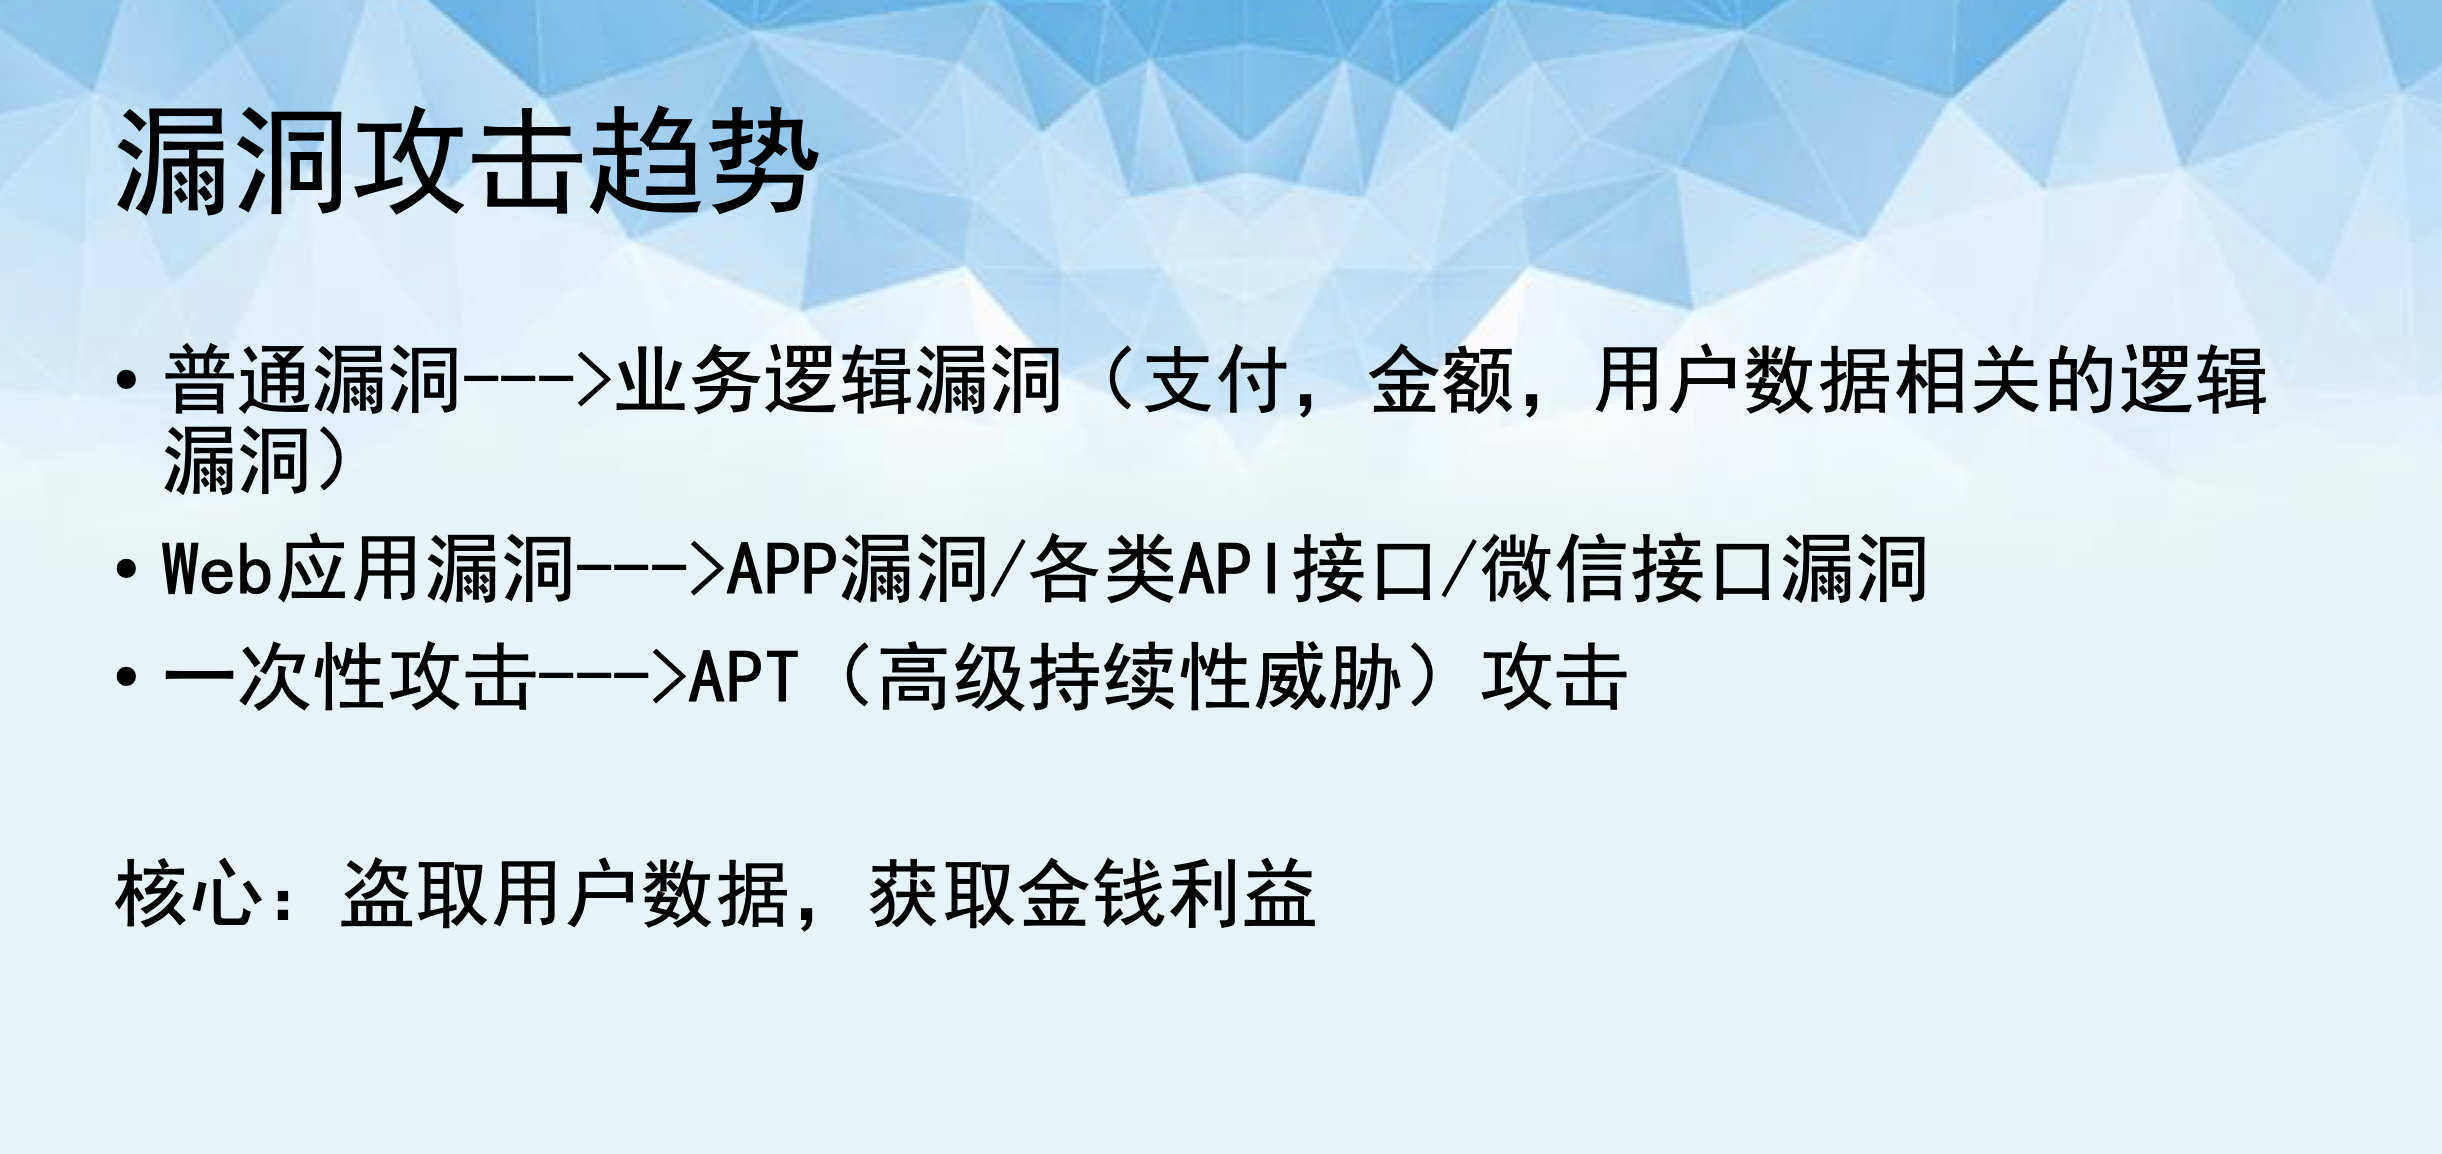 漏洞攻击趋势
• 普通漏洞--->业务逻辑漏洞（支付，金额，用户数据相关的逻辑
漏洞）
• Web应用漏洞--->APP漏洞/各类API接口/微信接口漏洞
• 一次性攻击--->APT（高级持续性威胁）攻击
核心：盗取用户数据，获取金钱利益